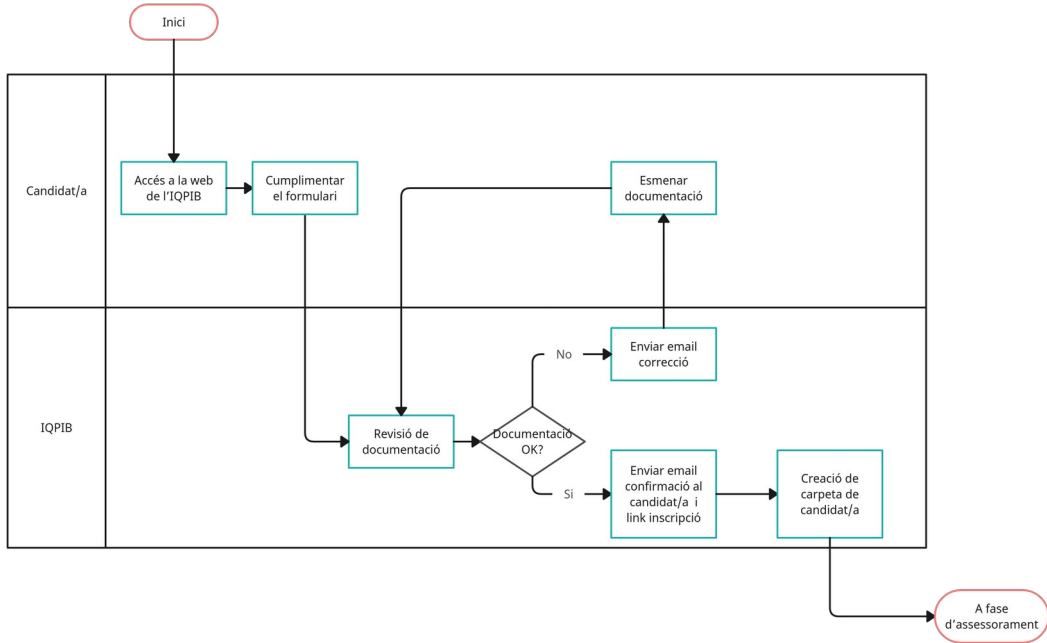 Inici
Candidat/a
Accés a la web
de l’IQPIB
Cumplimentar
el formulari
Esmenar
documentació
IQPIB
Revisió de
documentació
Documentació
OK?
No
Enviar email
correcció
Si
Enviar email
confirmació al
candidat/a i
link inscripció
Creació de
carpeta de
candidat/a
A fase
d’assessorament